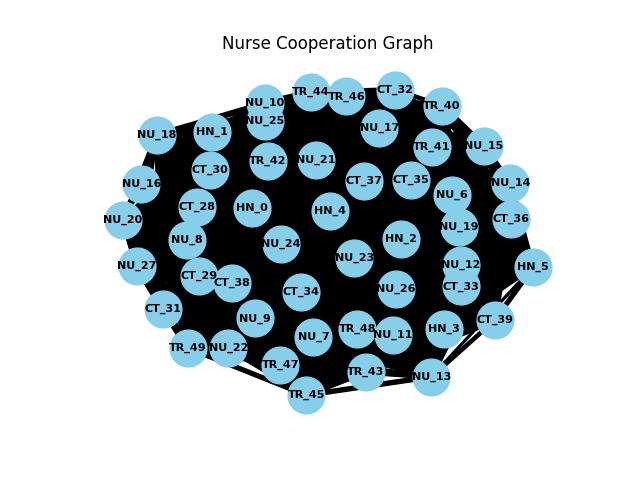 Nurse Cooperation Graph
CT_32
TR_44
TR_46
NU_10
TR_40
NU_25
NU_17
HN_1
NU_18
NU_15
TR_41
NU_21
TR_42
CT_30
CT_35
CT_37
NU_14
NU_16
NU_6
CT_28
HN_0
HN_4
CT_36
NU_20
NU_19
HN_2
NU_8
NU_24
NU_23
NU_12
NU_27
HN_5
CT_29
CT_38
CT_33
NU_26
CT_34
CT_31
NU_9
CT_39
TR_48
HN_3
NU_11
NU_7
TR_49
NU_22
TR_47
TR_43
NU_13
TR_45